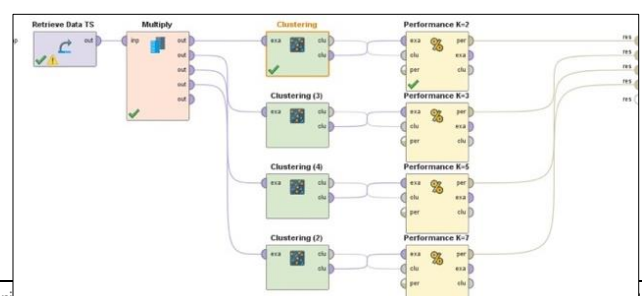 Retrieve Data TS
Multiply
Clustering
Performance K=2
p
out
inp
out
exa
clu
exa
per
res
out
clu
clu
exa
res
out
per
clu
res
out
res
out
Clustering (3)
Performance K=3
res
exa
clu
exa
per
clu
clu
exa
per
clu
Clustering (4)
Performance K=5
exa
clu
exa
per
clu
clu
exa
per
clu
Clustering (2)
Performance K=7
exa
clu
exa
per
clu
clu
exa
per
clu